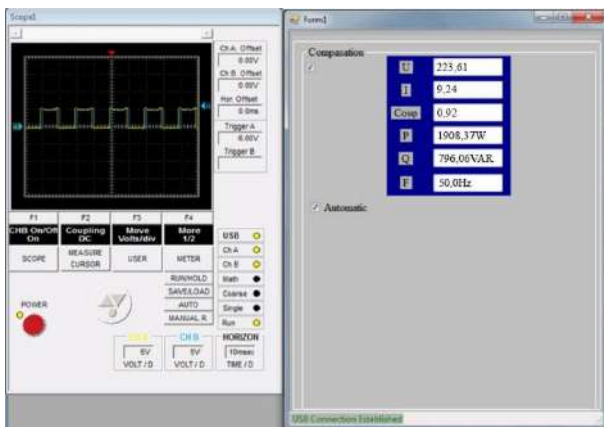 Scope1
Ch A. Offset
0.00V
Ch B. Offset
0.00V
Hor. Offset
0.0ms
Trigger A
0.00V
Trigger B
F1 F2 F3 F4
CHB On/Off Coupling Move More
On DC Volts/div 1/2
SCOPE MEASURE USER METER
CURSOR
USB
Ch A
Ch B
Math
Coarse
Single
Run
RUN/HOLD
SAVE/LOAD
AUTO
MANUAL R.
POWER
CH A CH B HORIZON
5V 5V 10msec
VOLT / D VOLT / D TIME / D
Form1
Compasation
U 223,61
I 9,24
Cosφ 0,92
P 1908,37W
Q 796,06VAR
F 50,0Hz
Automatic
USB Connection Established